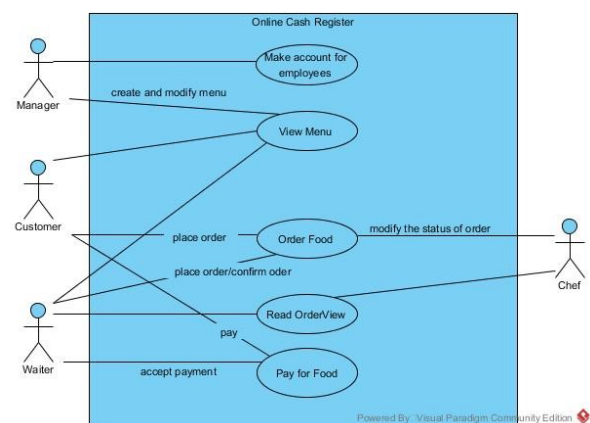 Online Cash Register
Make account for
employees
Manager
create and modify menu
View Menu
Customer
place order
Order Food
modify the status of order
place order/confirm oder
Chef
Read OrderView
pay
Waiter
accept payment
Pay for Food
Powered By Visual Paradigm Community Edition